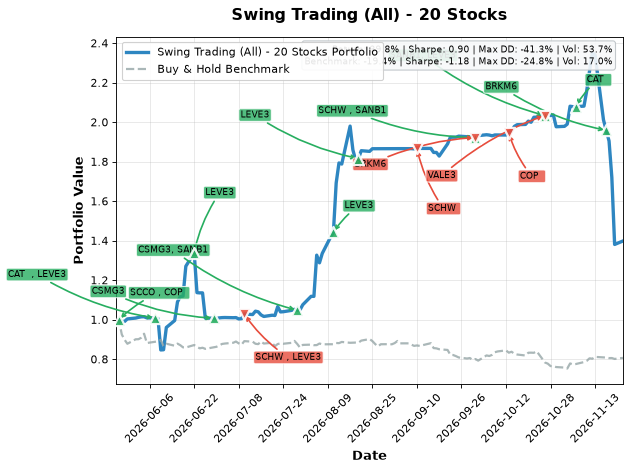 Swing Trading (All) - 20 Stocks
Swing Trading (All) - 20 Stocks Portfolio
Buy & Hold Benchmark
8% | Sharpe: 0.90 | Max DD: -41.3% | Vol: 53.7%
4% | Sharpe: -1.18 | Max DD: -24.8% | Vol: 17.0%
CAT
BRKM6
LEVE3
SCHW , SANB1
BRKM6
VALE3
COP
LEVE3
LEVE3
SCHW
CSMG3, SANB1
CAT , LEVE3
CSMG3
SCCO , COP
SCHW , LEVE3
Portfolio Value
2.4
2.2
2.0
1.8
1.6
1.4
1.2
1.0
0.8
2026-06-06
2026-06-22
2026-07-08
2026-07-24
2026-08-09
2026-08-25
2026-09-10
2026-09-26
2026-10-12
2026-10-28
2026-11-13
Date